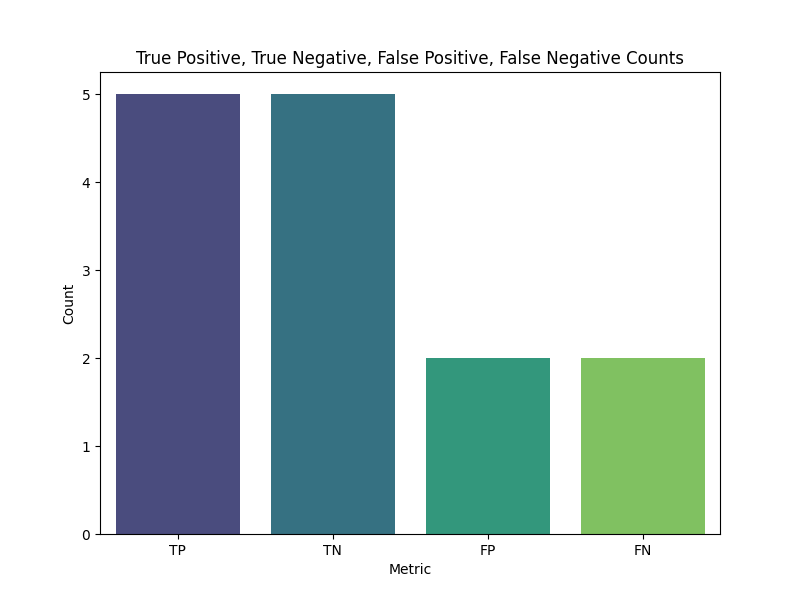 True Positive, True Negative, False Positive, False Negative Counts
5
4
3
2
1
0
Count
TP TN FP FN
Metric